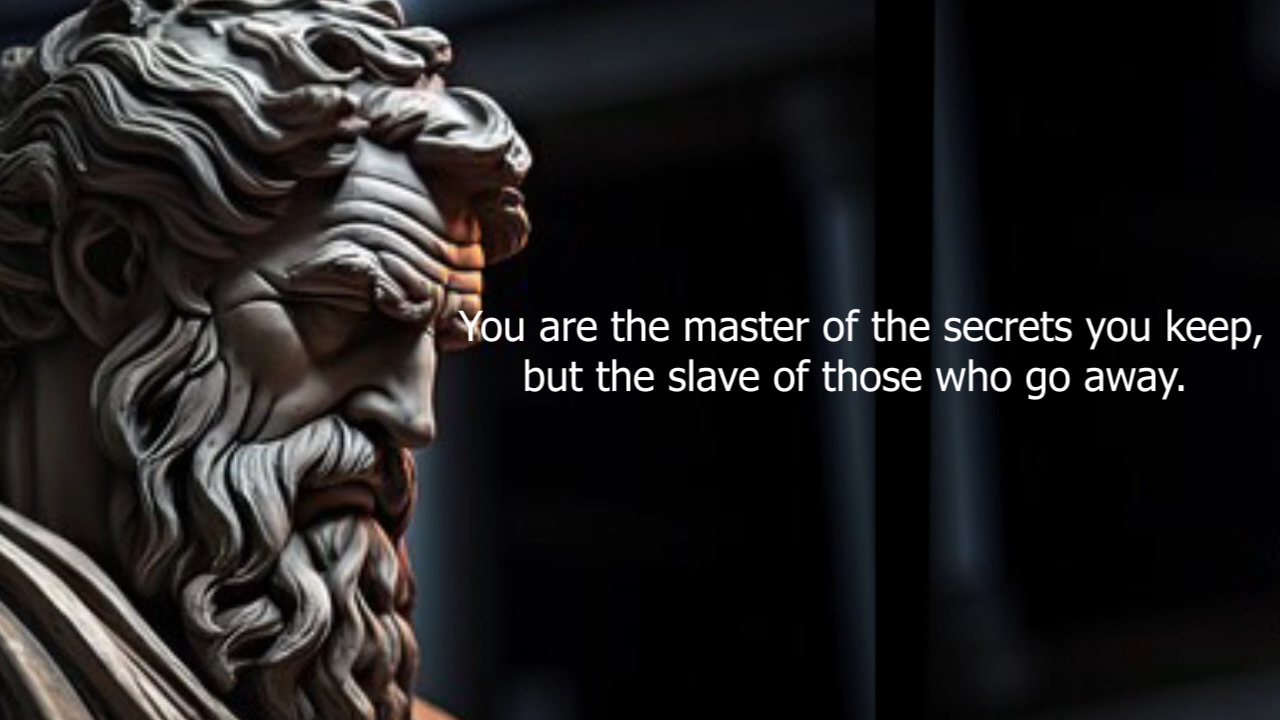 You are the master of the secrets you keep,
but the slave of those who go away.